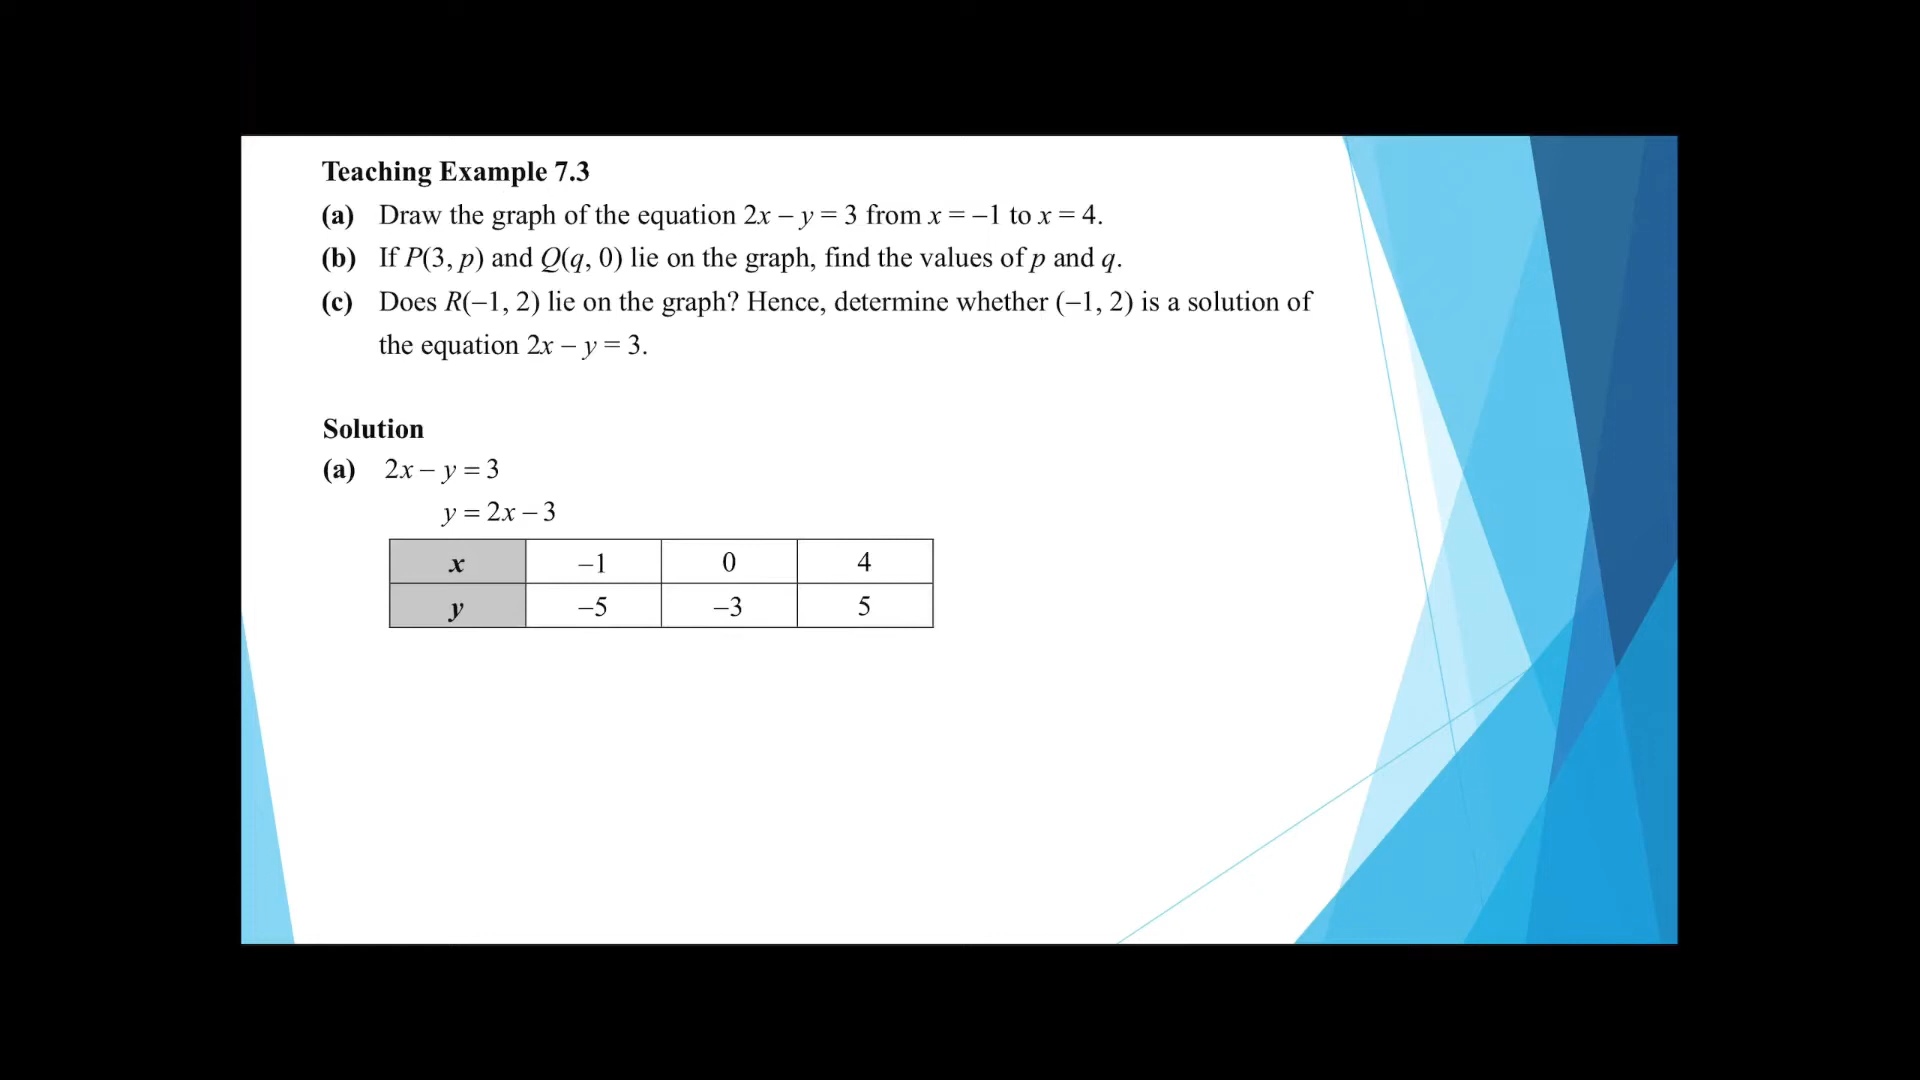 Teaching Example 7.3
(a) Draw the graph of the equation 2x – y = 3 from x = –1 to x = 4.
(b) If P(3, p) and Q(q, 0) lie on the graph, find the values of p and q.
(c) Does R(–1, 2) lie on the graph? Hence, determine whether (–1, 2) is a solution of
the equation 2x – y = 3.
Solution
(a) 2x – y = 3
y = 2x – 3
x –1 0 4
y –5 –3 5